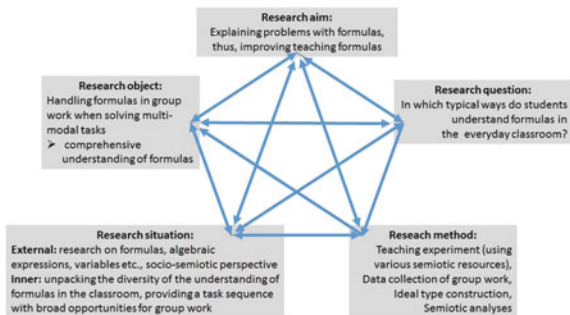 Research aim:
Explaining problems with formulas,
thus, improving teaching formulas
Research object:
Handling formulas in group
work when solving multi-
modal tasks
➢ comprehensive
understanding of formulas
Research question:
In which typical ways do students
understand formulas in
the everyday classroom?
Research situation:
External: research on formulas, algebraic
expressions, variables etc., socio-semiotic perspective
Inner: unpacking the diversity of the understanding of
formulas in the classroom, providing a task sequence
with broad opportunities for group work
Reseach method:
Teaching experiment (using
various semiotic resources),
Data collection of group work,
Ideal type construction,
Semiotic analyses